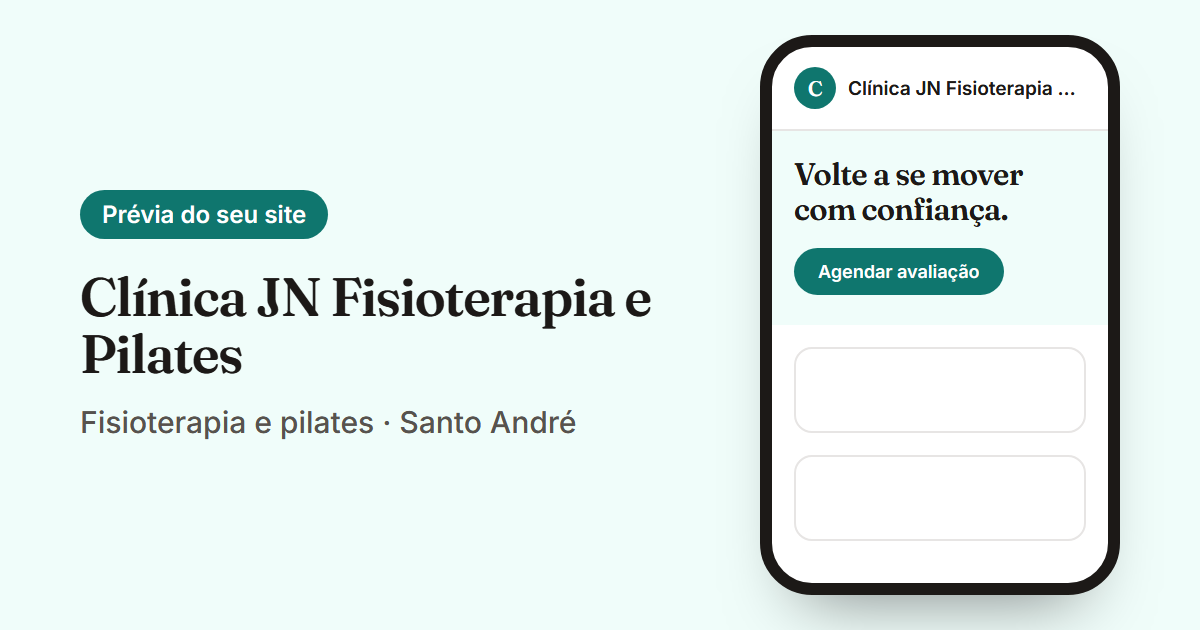 Prévia do seu site
Clínica JN Fisioterapia e
Pilates
Fisioterapia e pilates · Santo André
C
Clínica JN Fisioterapia ...
Volte a se mover
com confiança.
Agendar avaliação